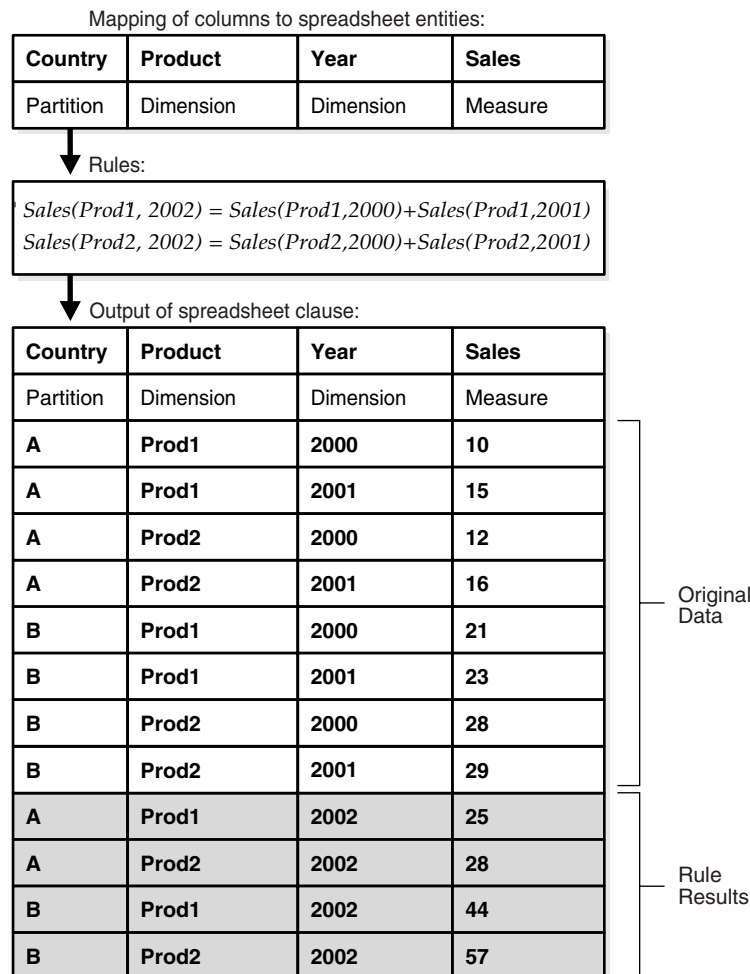 Mapping of columns to spreadsheet entities:
Country Product Year Sales
Partition Dimension Dimension Measure
Rules:
Sales(Prod1, 2002) = Sales(Prod1,2000)+Sales(Prod1,2001)
Sales(Prod2, 2002) = Sales(Prod2,2000)+Sales(Prod2,2001)
Output of spreadsheet clause:
Country Product Year Sales
Partition Dimension Dimension Measure
A Prod1 2000 10
A Prod1 2001 15
A Prod2 2000 12
A Prod2 2001 16
B Prod1 2000 21
B Prod1 2001 23
B Prod2 2000 28
B Prod2 2001 29
Original
Data
A Prod1 2002 25
A Prod2 2002 28
B Prod1 2002 44
B Prod2 2002 57
Rule
Results